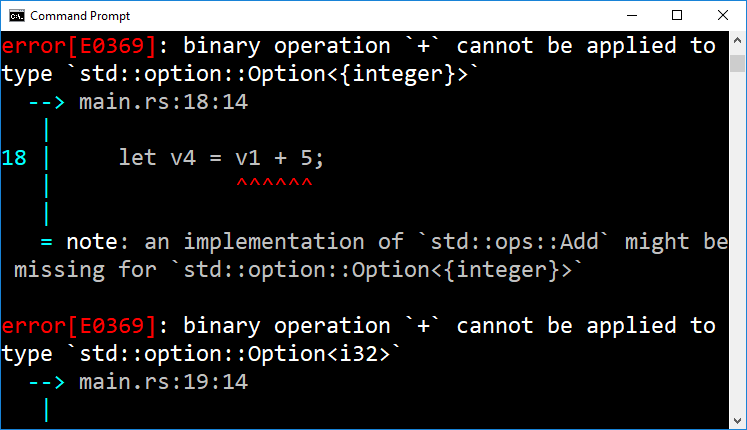 Command Prompt
error[E0369]: binary operation `+` cannot be applied to
type `std::option::Option<{integer}>`
  --> main.rs:18:14
   |
18 |     let v4 = v1 + 5;
   |              ^^^^^^
   |
   = note: an implementation of `std::ops::Add` might be
 missing for `std::option::Option<{integer}>`

error[E0369]: binary operation `+` cannot be applied to
type `std::option::Option<i32>`
  --> main.rs:19:14
   |